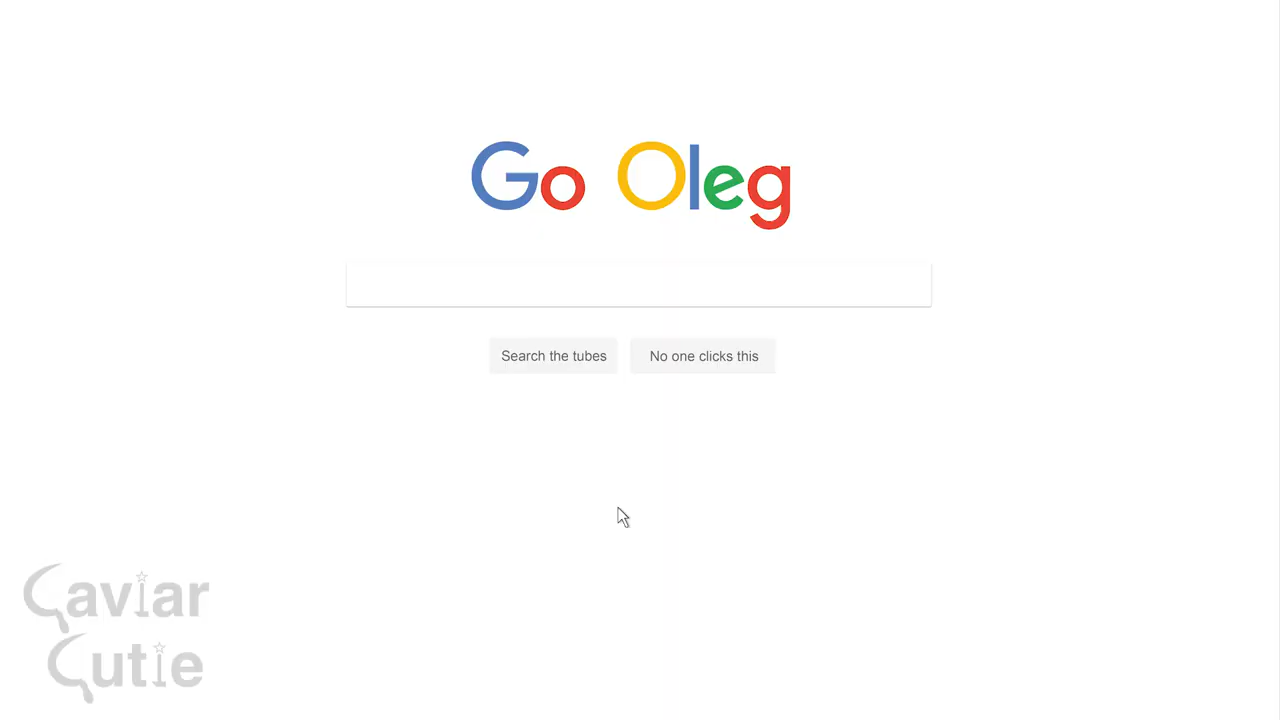 Go Oleg
Search the tubes
No one clicks this
Caviar
Cutie